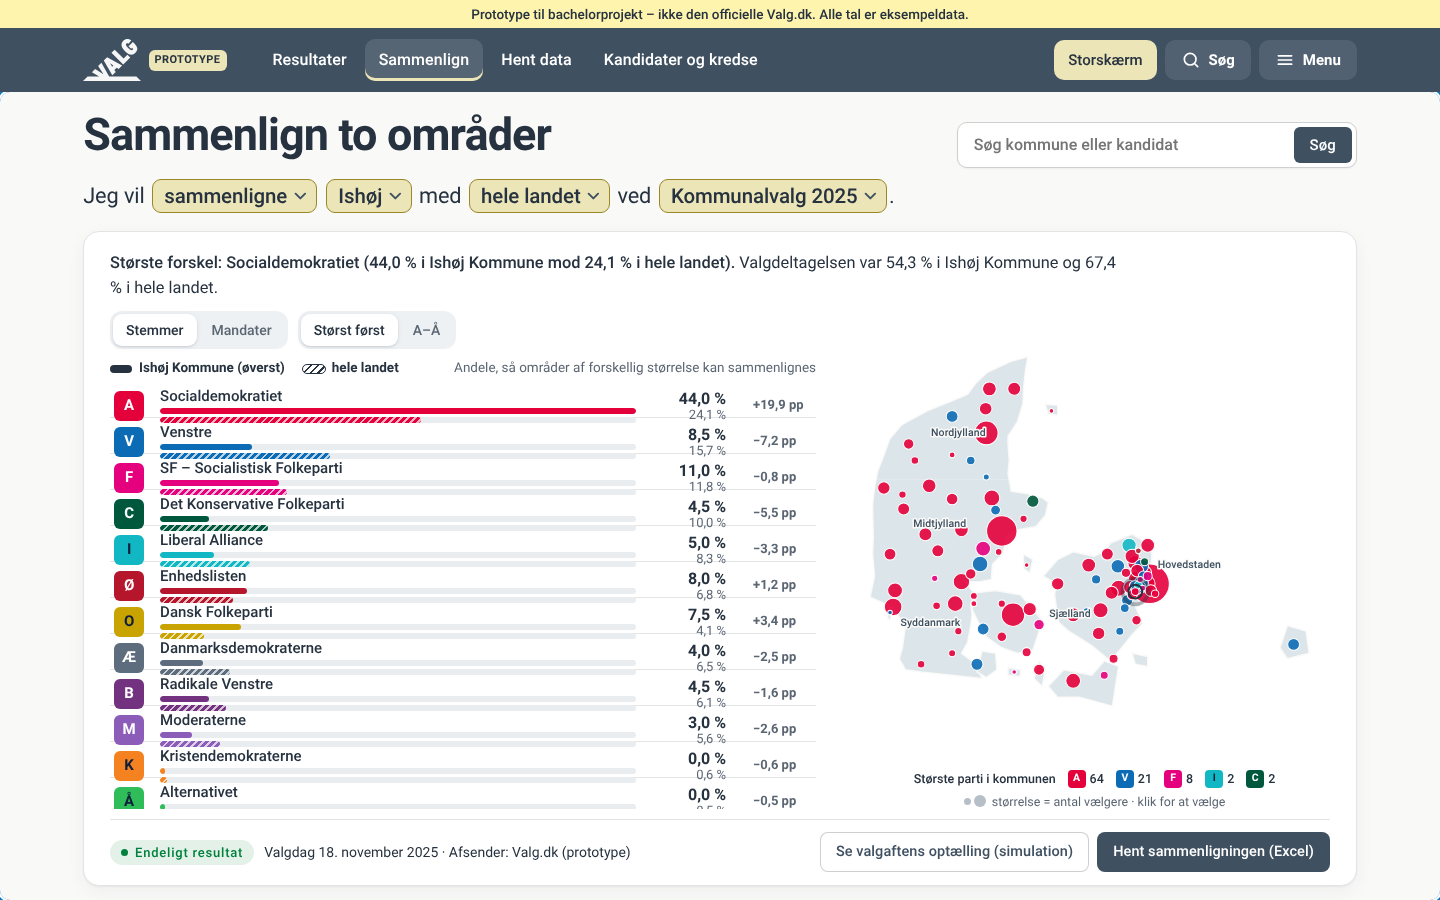 Prototype til bachelorprojekt – ikke den officielle Valg.dk. Alle tal er eksempeldata.
VALG PROTOTYPE Resultater Sammenlign Hent data Kandidater og kredse Storskærm Søg Menu
Sammenlign to områder
Søg kommune eller kandidat Søg
Jeg vil sammenligne Ishøj med hele landet ved Kommunalvalg 2025 .
Største forskel: Socialdemokratiet (44,0 % i Ishøj Kommune mod 24,1 % i hele landet). Valgdeltagelsen var 54,3 % i Ishøj Kommune og 67,4
% i hele landet.
Stemmer Mandater Størst først A–Å
Ishøj Kommune (øverst) hele landet Andele, så områder af forskellig størrelse kan sammenlignes
A Socialdemokratiet 44,0 % 24,1 % +19,9 pp
V Venstre 8,5 % 15,7 % −7,2 pp
F SF – Socialistisk Folkeparti 11,0 % 11,8 % −0,8 pp
C Det Konservative Folkeparti 4,5 % 10,0 % −5,5 pp
I Liberal Alliance 5,0 % 8,3 % −3,3 pp
Ø Enhedslisten 8,0 % 6,8 % +1,2 pp
O Dansk Folkeparti 7,5 % 4,1 % +3,4 pp
Æ Danmarksdemokraterne 4,0 % 6,5 % −2,5 pp
B Radikale Venstre 4,5 % 6,1 % −1,6 pp
M Moderaterne 3,0 % 5,6 % −2,6 pp
K Kristendemokraterne 0,0 % 0,6 % −0,6 pp
Å Alternativet 0,0 % −0,5 pp
Nordjylland
Midtjylland
Hovedstaden
Sjælland
Syddanmark
Største parti i kommunen A 64 V 21 F 8 I 2 C 2
størrelse = antal vælgere · klik for at vælge
Endeligt resultat Valgdag 18. november 2025 · Afsender: Valg.dk (prototype) Se valgaftens optælling (simulation) Hent sammenligningen (Excel)